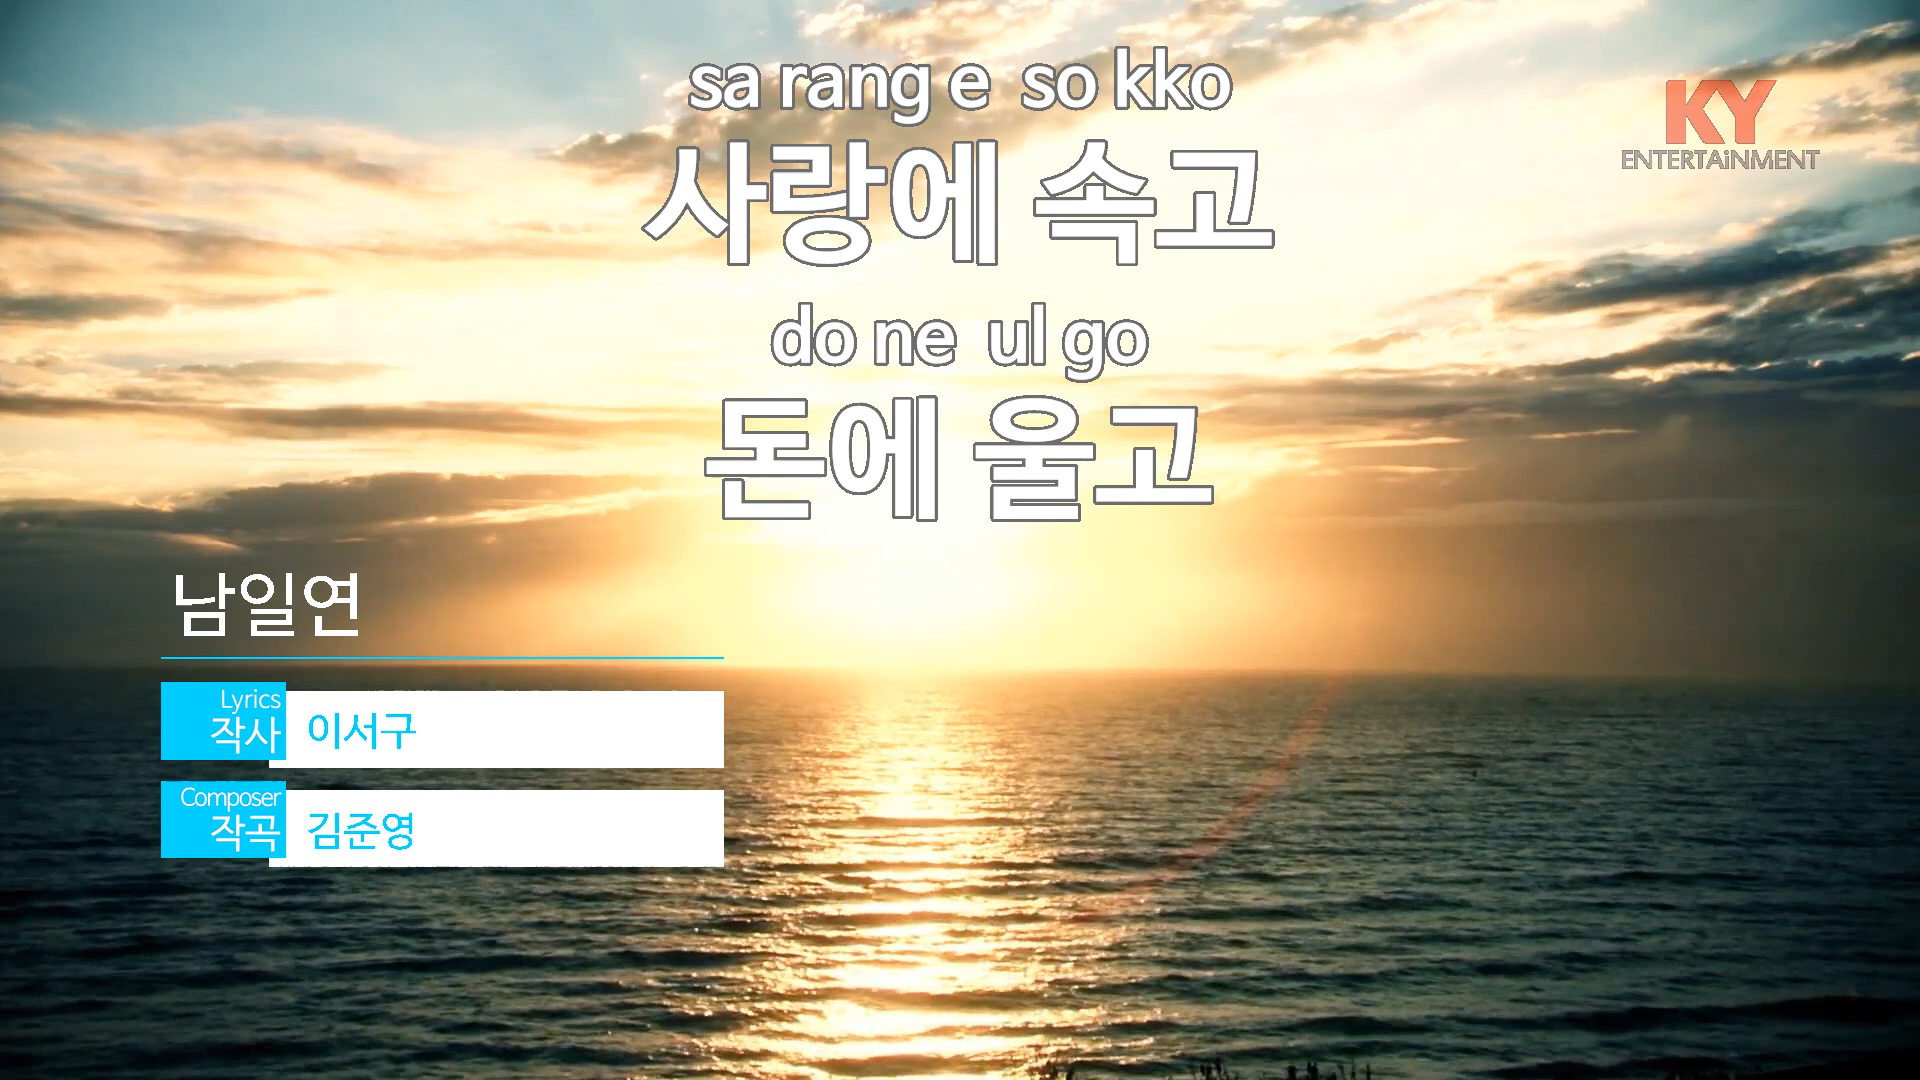 sa rang e so kko
사랑에 속고
do ne ul go
돈에 울고
KY
ENTERTAiNMENT
남일연
Lyrics
작사 이서구
Composer
작곡 김준영